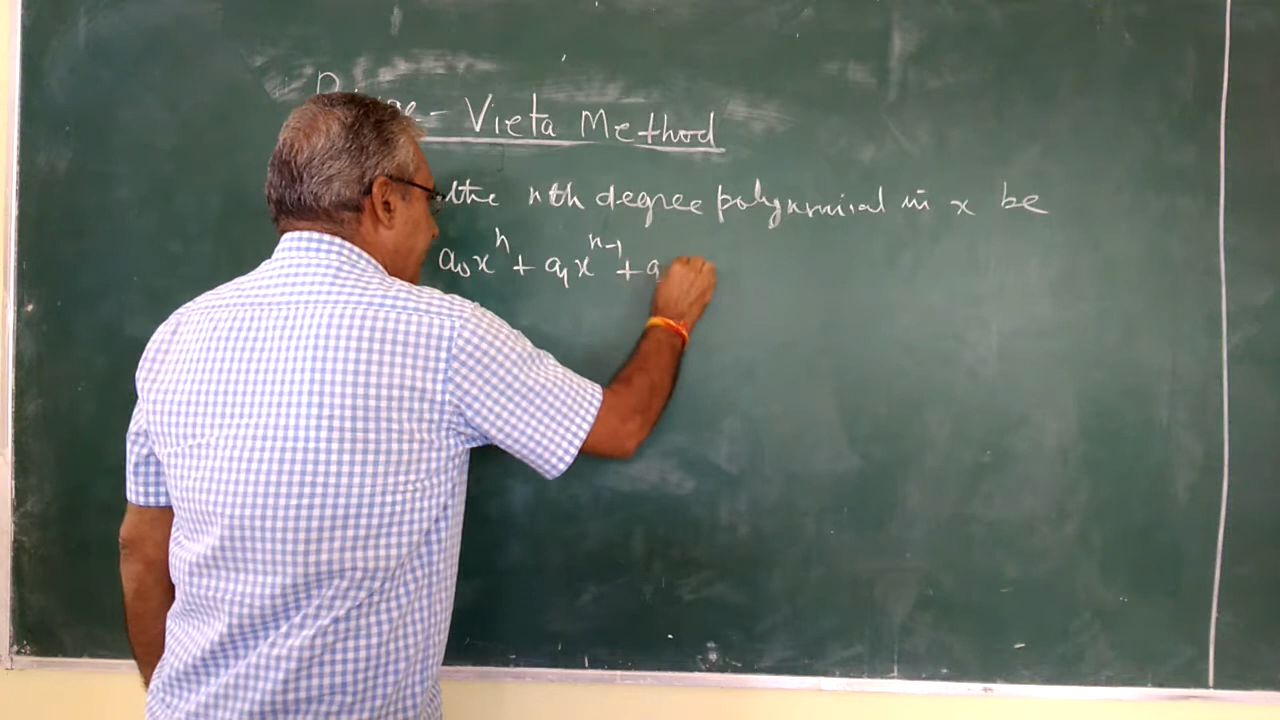 - Vieta Method
the nth degree polynomial in x be
a₀xⁿ + a₁xⁿ⁻¹ + a